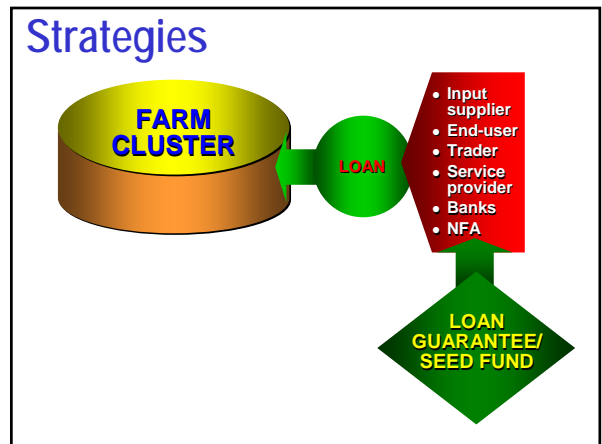 Strategies
FARM
CLUSTER
LOAN
• Input
supplier
• End-user
• Trader
• Service
provider
• Banks
• NFA
LOAN
GUARANTEE/
SEED FUND